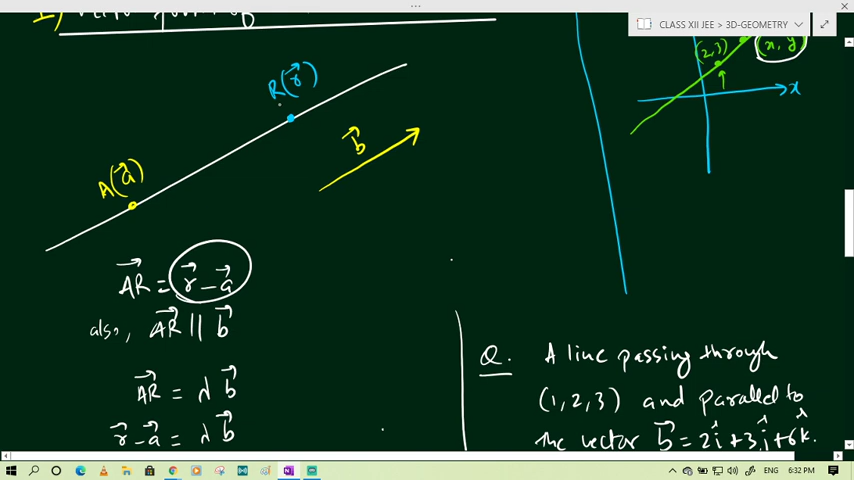 CLASS XII JEE > 3D-GEOMETRY
(2,3)
(x, y)
x
R(r⃗)
b⃗
A(a⃗)
AR⃗ = r⃗ - a⃗
also, AR⃗ || b⃗
AR⃗ = λ b⃗
r⃗ - a⃗ = λ b⃗
Q. A line passing through
(1,2,3) and parallel to
the vector b⃗ = 2î + 3ĵ + 6k̂.
ENG 6:32 PM